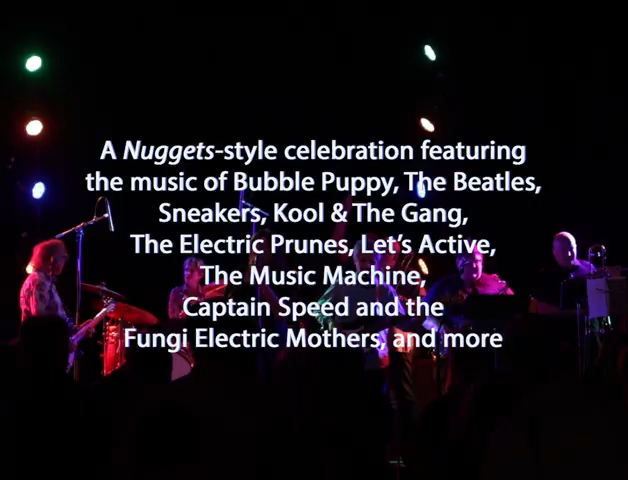 A Nuggets-style celebration featuring
the music of Bubble Puppy, The Beatles,
Sneakers, Kool & The Gang,
The Electric Prunes, Let's Active,
The Music Machine,
Captain Speed and the
Fungi Electric Mothers, and more